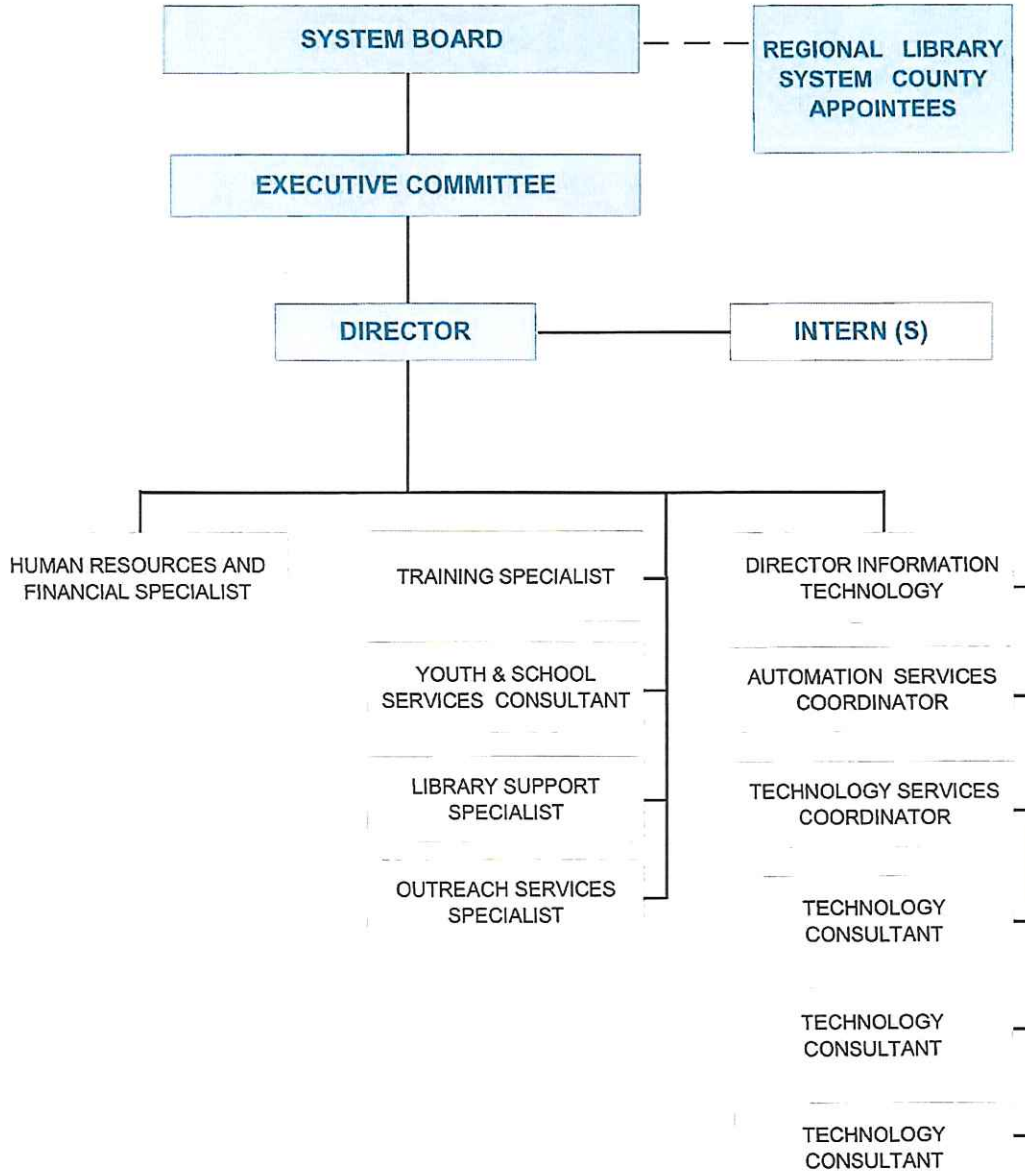 SYSTEM BOARD
REGIONAL LIBRARY
SYSTEM COUNTY
APPOINTEES
EXECUTIVE COMMITTEE
DIRECTOR
INTERN (S)
HUMAN RESOURCES AND
FINANCIAL SPECIALIST
TRAINING SPECIALIST
YOUTH & SCHOOL
SERVICES CONSULTANT
LIBRARY SUPPORT
SPECIALIST
OUTREACH SERVICES
SPECIALIST
DIRECTOR INFORMATION
TECHNOLOGY
AUTOMATION SERVICES
COORDINATOR
TECHNOLOGY SERVICES
COORDINATOR
TECHNOLOGY
CONSULTANT
TECHNOLOGY
CONSULTANT
TECHNOLOGY
CONSULTANT